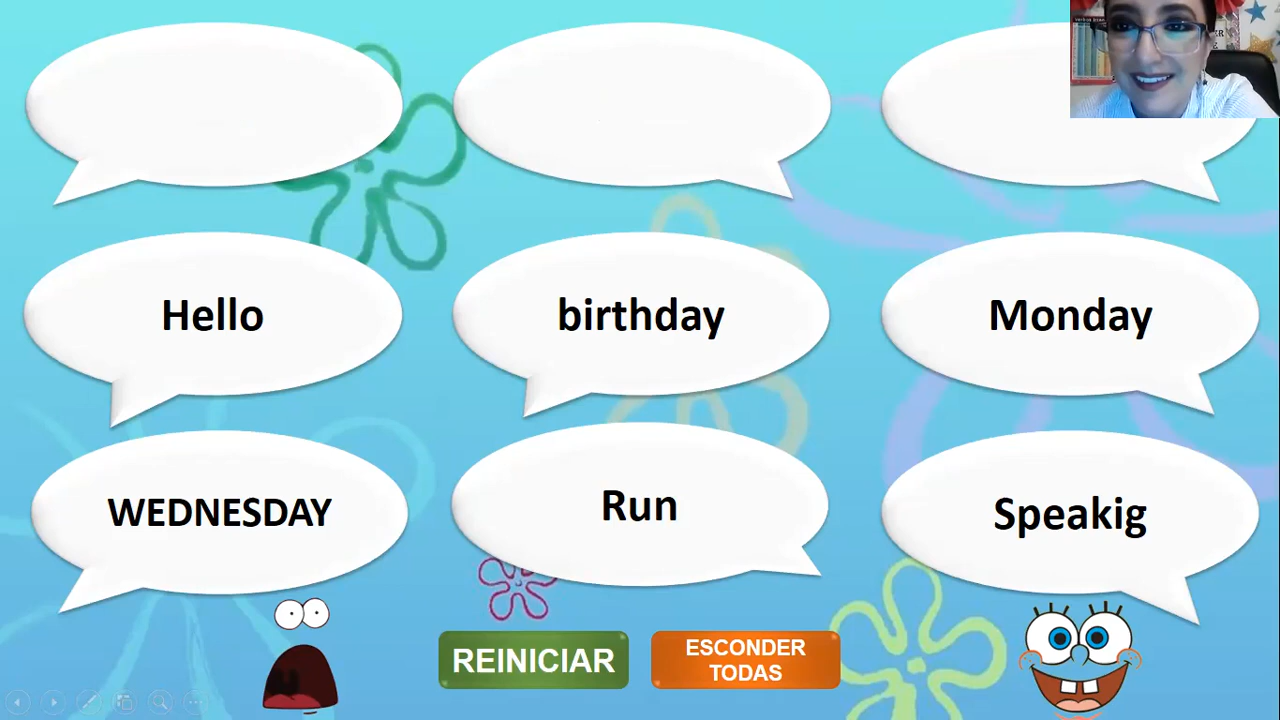 Hello
birthday
Monday
WEDNESDAY
Run
Speakig
REINICIAR
ESCONDER
TODAS